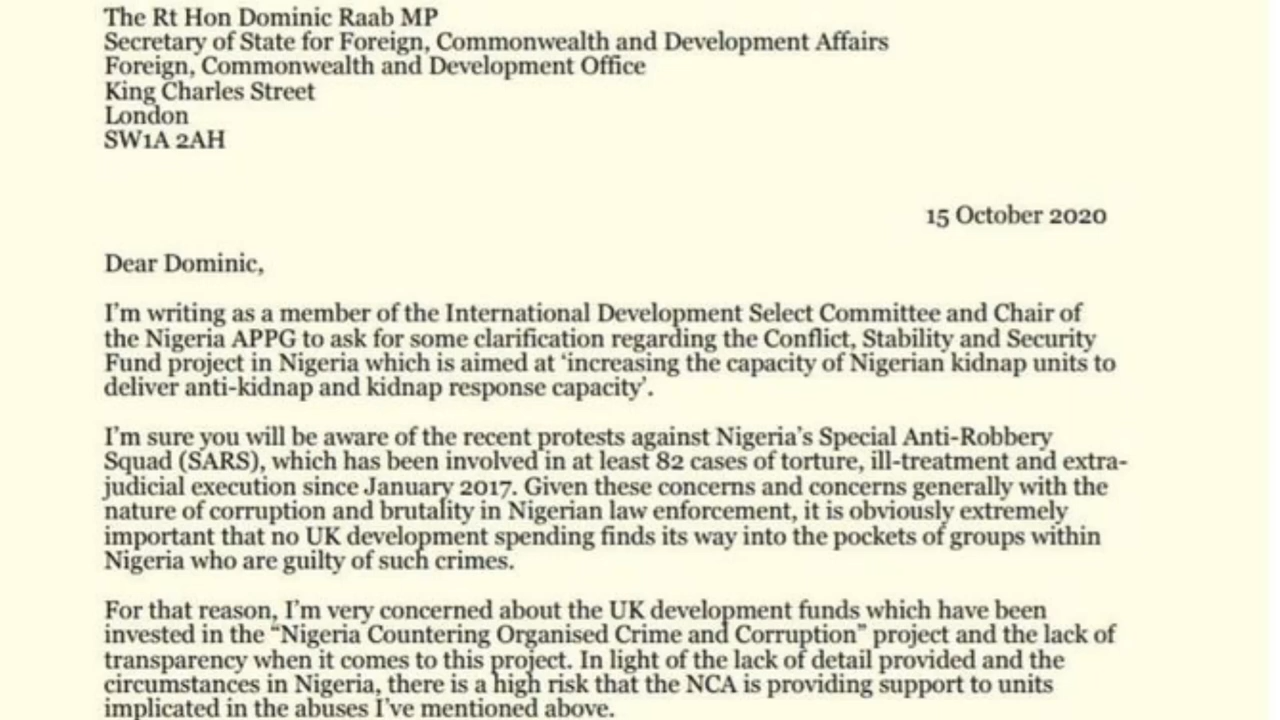 The Rt Hon Dominic Raab MP
Secretary of State for Foreign, Commonwealth and Development Affairs
Foreign, Commonwealth and Development Office
King Charles Street
London
SW1A 2AH
15 October 2020
Dear Dominic,
I’m writing as a member of the International Development Select Committee and Chair of
the Nigeria APPG to ask for some clarification regarding the Conflict, Stability and Security
Fund project in Nigeria which is aimed at ‘increasing the capacity of Nigerian kidnap units to
deliver anti-kidnap and kidnap response capacity’.
I’m sure you will be aware of the recent protests against Nigeria’s Special Anti-Robbery
Squad (SARS), which has been involved in at least 82 cases of torture, ill-treatment and extra-
judicial execution since January 2017. Given these concerns and concerns generally with the
nature of corruption and brutality in Nigerian law enforcement, it is obviously extremely
important that no UK development spending finds its way into the pockets of groups within
Nigeria who are guilty of such crimes.
For that reason, I’m very concerned about the UK development funds which have been
invested in the “Nigeria Countering Organised Crime and Corruption” project and the lack of
transparency when it comes to this project. In light of the lack of detail provided and the
circumstances in Nigeria, there is a high risk that the NCA is providing support to units
implicated in the abuses I’ve mentioned above.